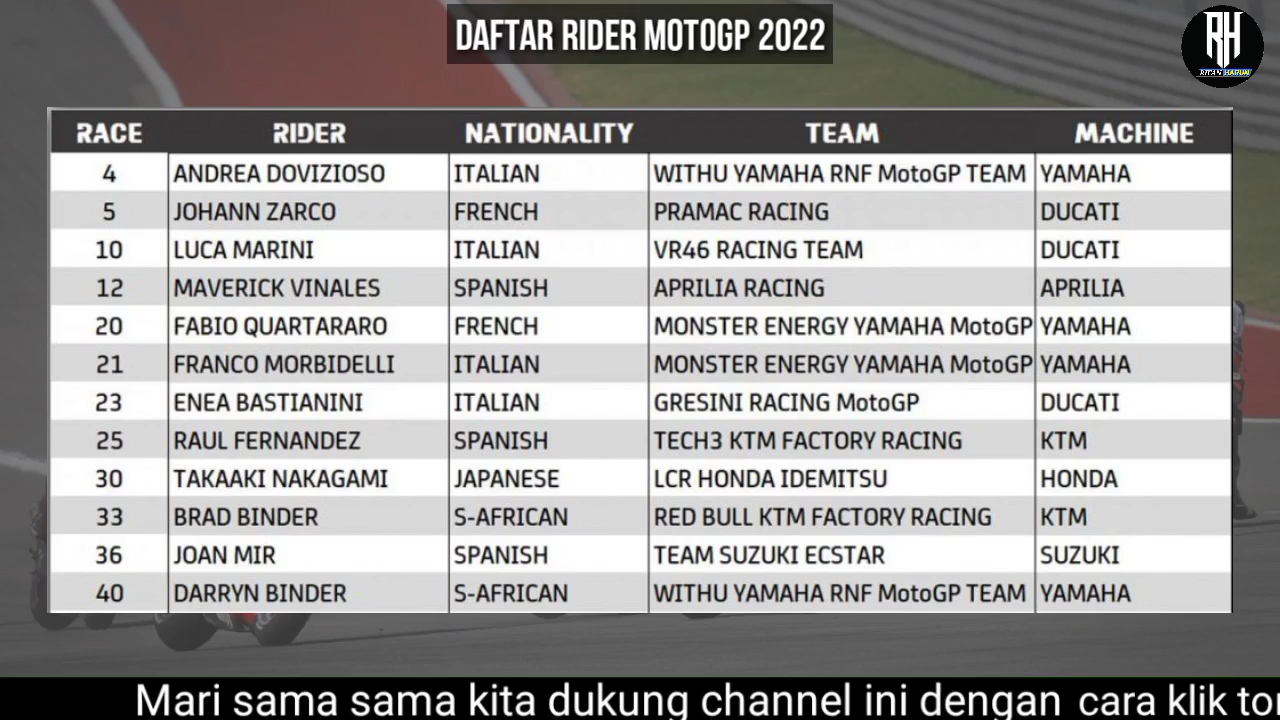 DAFTAR RIDER MOTOGP 2022
RH
RITAN HARUN
RACE RIDER NATIONALITY TEAM MACHINE
4 ANDREA DOVIZIOSO ITALIAN WITHU YAMAHA RNF MotoGP TEAM YAMAHA
5 JOHANN ZARCO FRENCH PRAMAC RACING DUCATI
10 LUCA MARINI ITALIAN VR46 RACING TEAM DUCATI
12 MAVERICK VINALES SPANISH APRILIA RACING APRILIA
20 FABIO QUARTARARO FRENCH MONSTER ENERGY YAMAHA MotoGP YAMAHA
21 FRANCO MORBIDELLI ITALIAN MONSTER ENERGY YAMAHA MotoGP YAMAHA
23 ENEA BASTIANINI ITALIAN GRESINI RACING MotoGP DUCATI
25 RAUL FERNANDEZ SPANISH TECH3 KTM FACTORY RACING KTM
30 TAKAAKI NAKAGAMI JAPANESE LCR HONDA IDEMITSU HONDA
33 BRAD BINDER S-AFRICAN RED BULL KTM FACTORY RACING KTM
36 JOAN MIR SPANISH TEAM SUZUKI ECSTAR SUZUKI
40 DARRYN BINDER S-AFRICAN WITHU YAMAHA RNF MotoGP TEAM YAMAHA
Mari sama sama kita dukung channel ini dengan cara klik